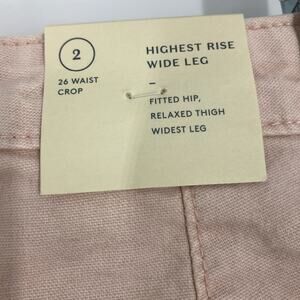 2
26 WAIST
CROP
HIGHEST RISE
WIDE LEG
–
FITTED HIP,
RELAXED THIGH
WIDEST LEG